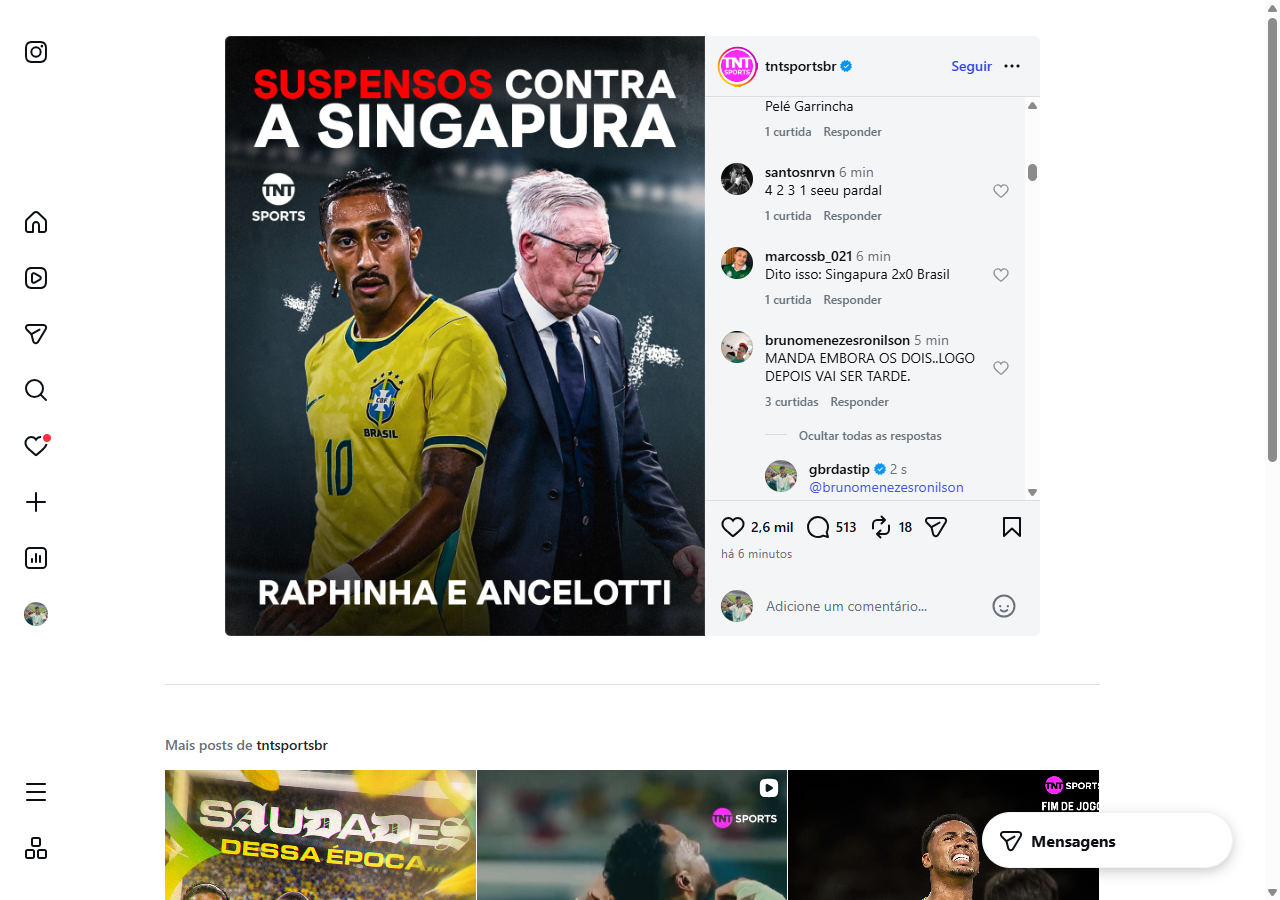 SUSPENSOS CONTRA
A SINGAPURA
TNT
SPORTS
10
CBF
BRASIL
RAPHINHA E ANCELOTTI
TNT
SPORTS
tntsportsbr
Seguir
Pelé Garrincha
1 curtida Responder
santosnrvn 6 min
4 2 3 1 seeu pardal
1 curtida Responder
marcossb_021 6 min
Dito isso: Singapura 2x0 Brasil
1 curtida Responder
brunomenezesronilson 5 min
MANDA EMBORA OS DOIS..LOGO
DEPOIS VAI SER TARDE.
3 curtidas Responder
Ocultar todas as respostas
gbrdastip 2 s
@brunomenezesronilson
2,6 mil 513 18
há 6 minutos
Adicione um comentário...
Mais posts de tntsportsbr
SAUDADES
DESSA ÉPOCA...
TNT SPORTS
TNT SPORTS
FIM DE JOGO
Mensagens